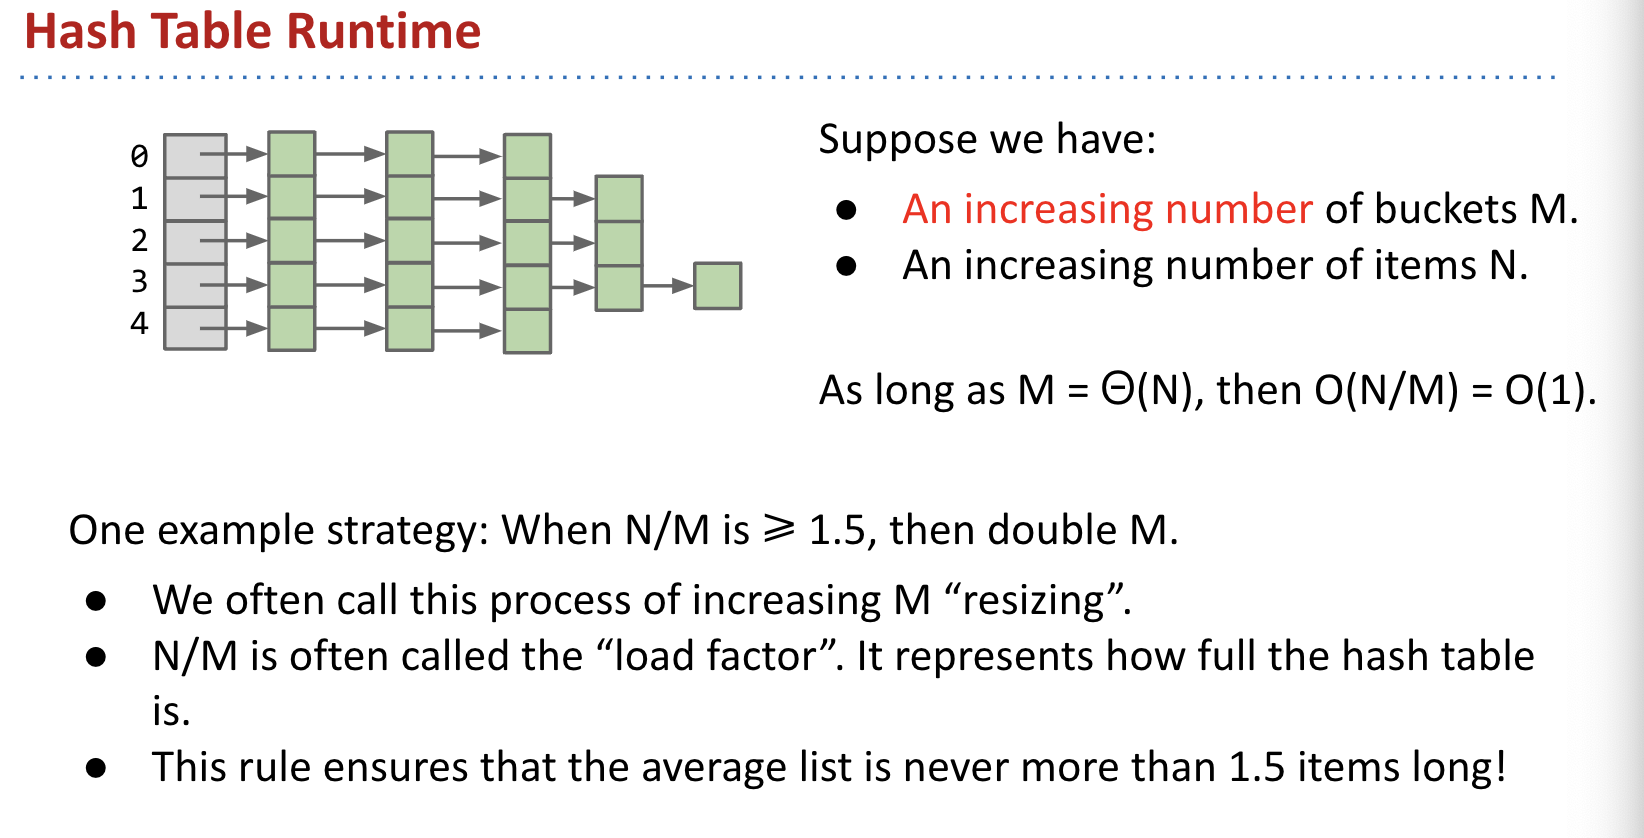 Hash Table Runtime
0
1
2
3
4
Suppose we have:
● An increasing number of buckets M.
● An increasing number of items N.
As long as M = Θ(N), then O(N/M) = O(1).
One example strategy: When N/M is ⩾ 1.5, then double M.
● We often call this process of increasing M “resizing”.
● N/M is often called the “load factor”. It represents how full the hash table
is.
● This rule ensures that the average list is never more than 1.5 items long!